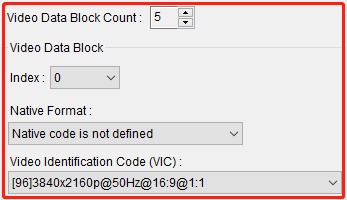 Video Data Block Count : 5
Video Data Block
Index : 0
Native Format :
Native code is not defined
Video Identification Code (VIC) :
[96]3840x2160p@50Hz@16:9@1:1